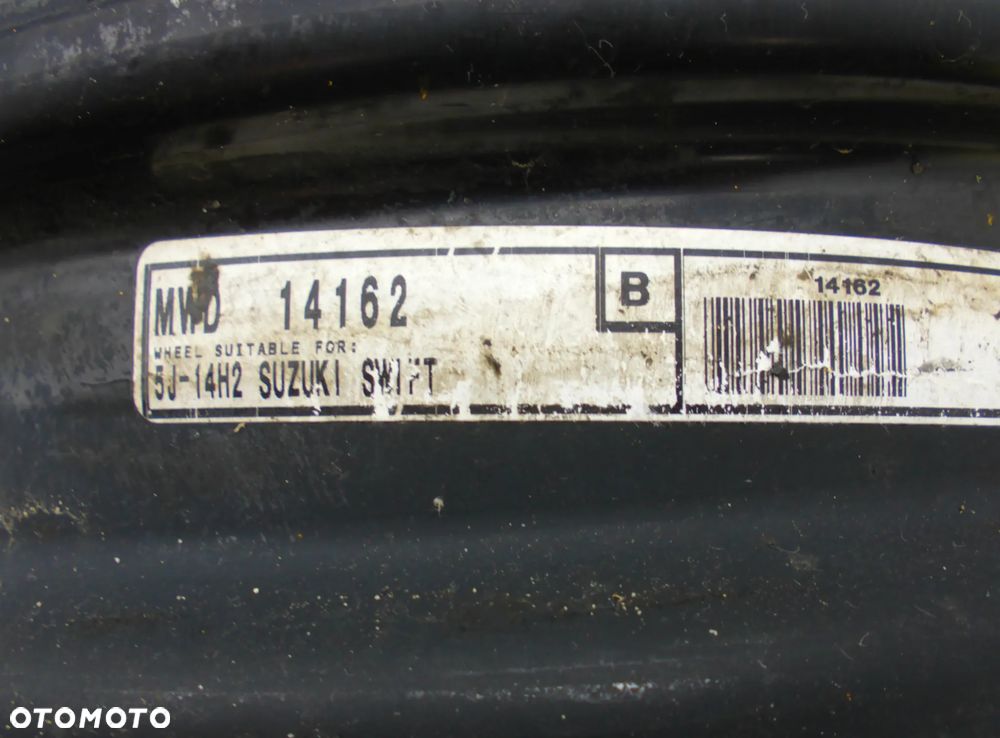 MWD 14162
B
14162
WHEEL SUITABLE FOR:
5J-14H2 SUZUKI SWIFT
OTOMOTO